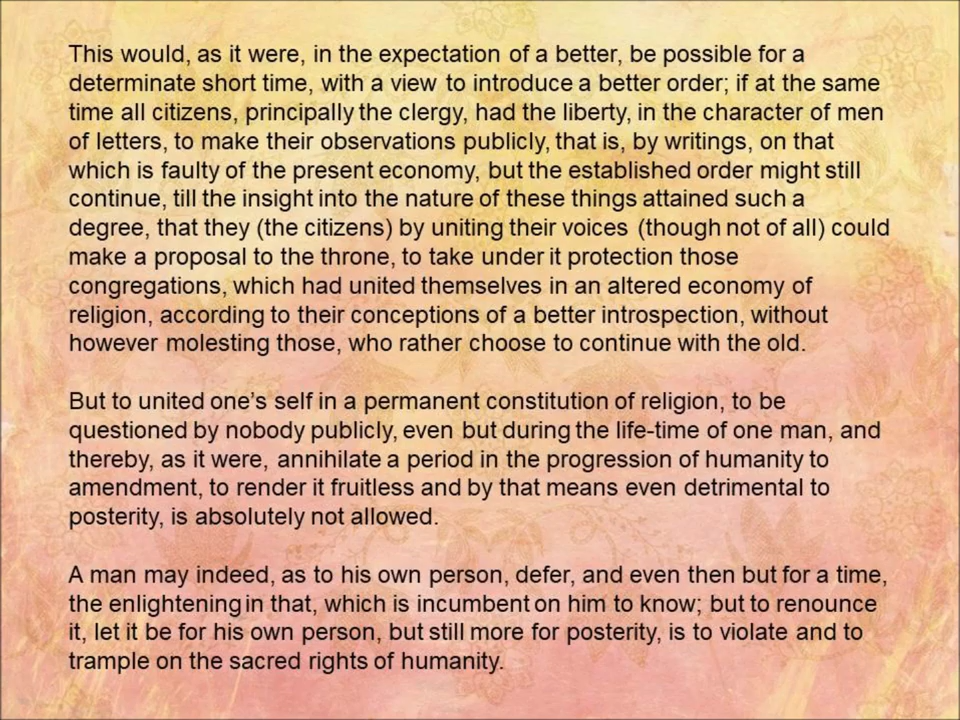 This would, as it were, in the expectation of a better, be possible for a
determinate short time, with a view to introduce a better order; if at the same
time all citizens, principally the clergy, had the liberty, in the character of men
of letters, to make their observations publicly, that is, by writings, on that
which is faulty of the present economy, but the established order might still
continue, till the insight into the nature of these things attained such a
degree, that they (the citizens) by uniting their voices (though not of all) could
make a proposal to the throne, to take under it protection those
congregations, which had united themselves in an altered economy of
religion, according to their conceptions of a better introspection, without
however molesting those, who rather choose to continue with the old.

But to united one’s self in a permanent constitution of religion, to be
questioned by nobody publicly, even but during the life-time of one man, and
thereby, as it were, annihilate a period in the progression of humanity to
amendment, to render it fruitless and by that means even detrimental to
posterity, is absolutely not allowed.

A man may indeed, as to his own person, defer, and even then but for a time,
the enlightening in that, which is incumbent on him to know; but to renounce
it, let it be for his own person, but still more for posterity, is to violate and to
trample on the sacred rights of humanity.